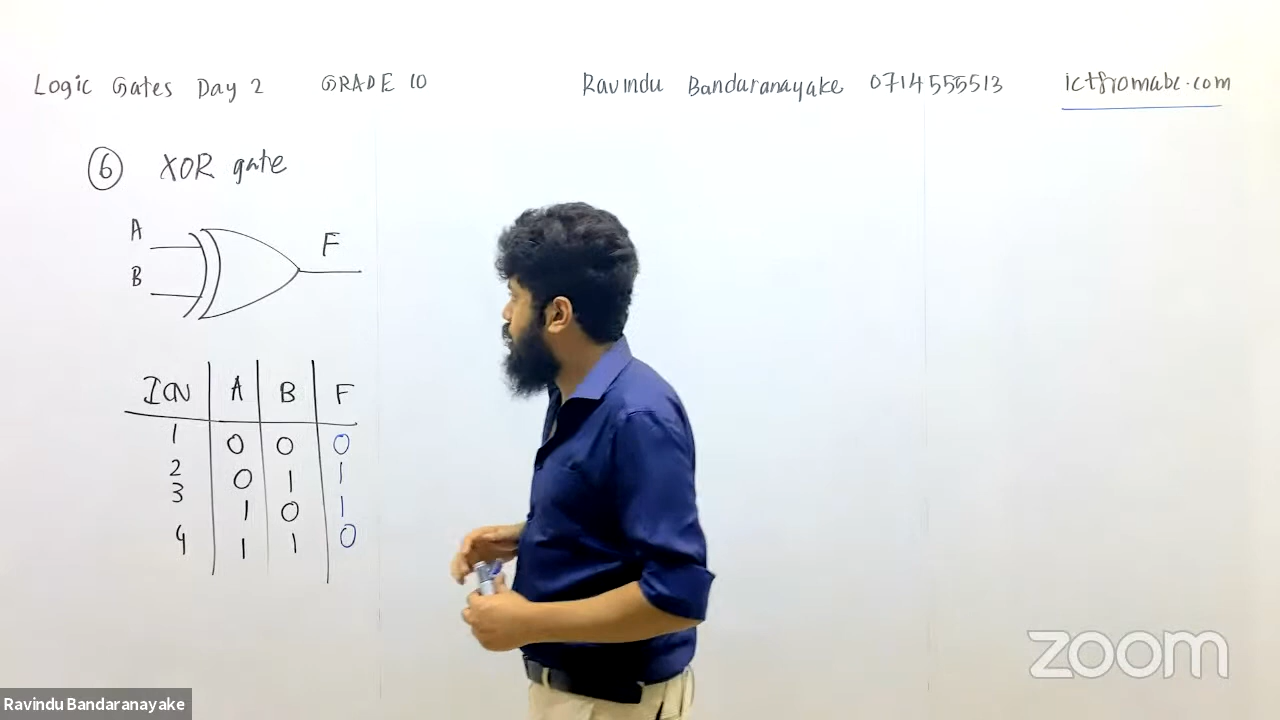 Logic Gates Day 2 GRADE 10 Ravindu Bandaranayake 0714555513 ictfromabc.com
6 XOR gate
A
F
B
ICN A B F
1 0 0 0
2 0 1 1
3 1 0 1
4 1 1 0
zoom
Ravindu Bandaranayake